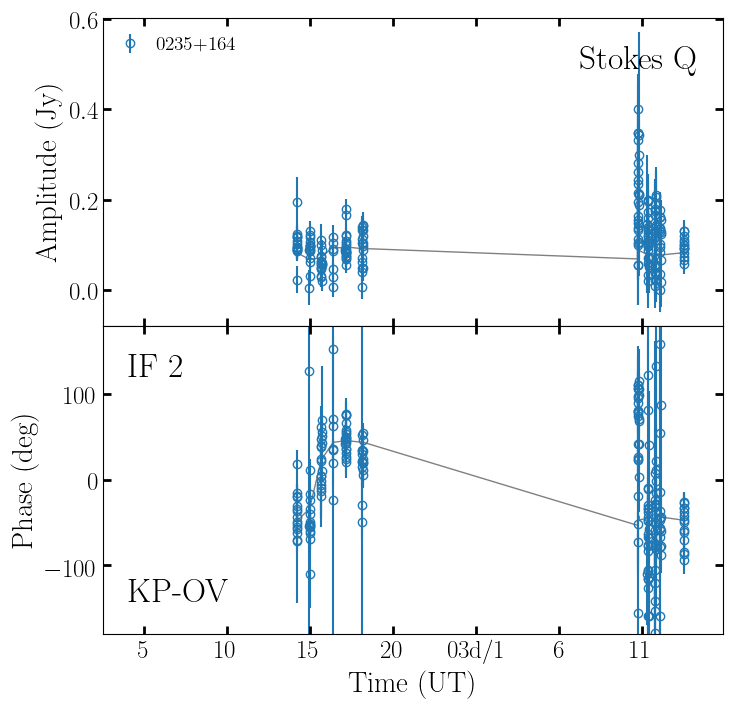 0235+164
Stokes Q
Amplitude (Jy)
0.6
0.4
0.2
0.0
IF 2
KP-OV
Phase (deg)
100
0
−100
5 10 15 20 03d/1 6 11
Time (UT)